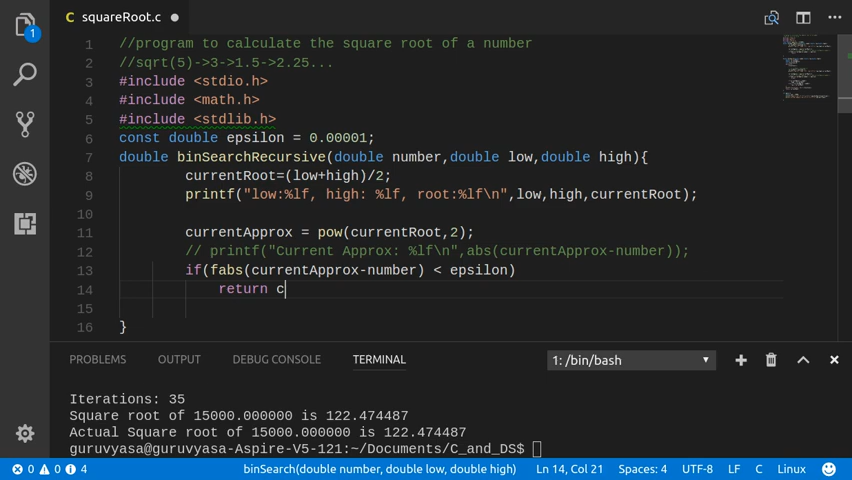 C squareRoot.c
1
1 //program to calculate the square root of a number
2 //sqrt(5)->3->1.5->2.25...
3 #include <stdio.h>
4 #include <math.h>
5 #include <stdlib.h>
6 const double epsilon = 0.00001;
7 double binSearchRecursive(double number,double low,double high){
8 currentRoot=(low+high)/2;
9 printf("low:%lf, high: %lf, root:%lf\n",low,high,currentRoot);
10
11 currentApprox = pow(currentRoot,2);
12 // printf("Current Approx: %lf\n",abs(currentApprox-number));
13 if(fabs(currentApprox-number) < epsilon)
14 return c
15
16 }
PROBLEMS OUTPUT DEBUG CONSOLE TERMINAL 1: /bin/bash
Iterations: 35
Square root of 15000.000000 is 122.474487
Actual Square root of 15000.000000 is 122.474487
guruvyasa@guruvyasa-Aspire-V5-121:~/Documents/C_and_DS$
0 0 4 binSearch(double number, double low, double high) Ln 14, Col 21 Spaces: 4 UTF-8 LF C Linux